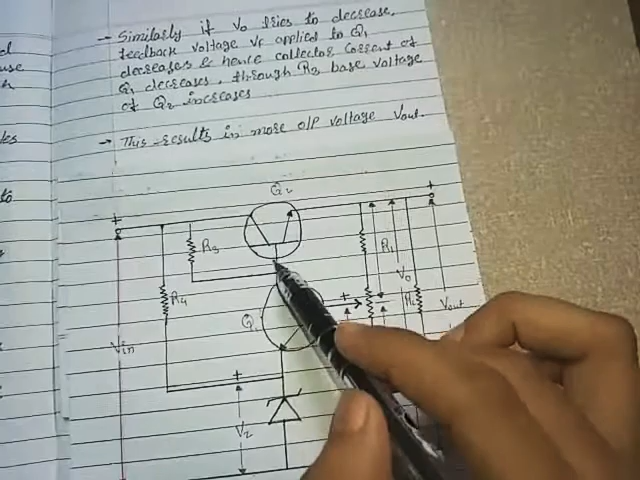 - Similarly if Vo tries to decrease,
feedback voltage Vf applied to Q1
decreases & hence collector current of
Q1 decreases, through R3 base voltage
of Q2 increases
→ This results in more o/p voltage Vout.
Q2
+
+
R3
R1
Vo
R4
+
RL
Vout
Q1
Vin
+
Vz